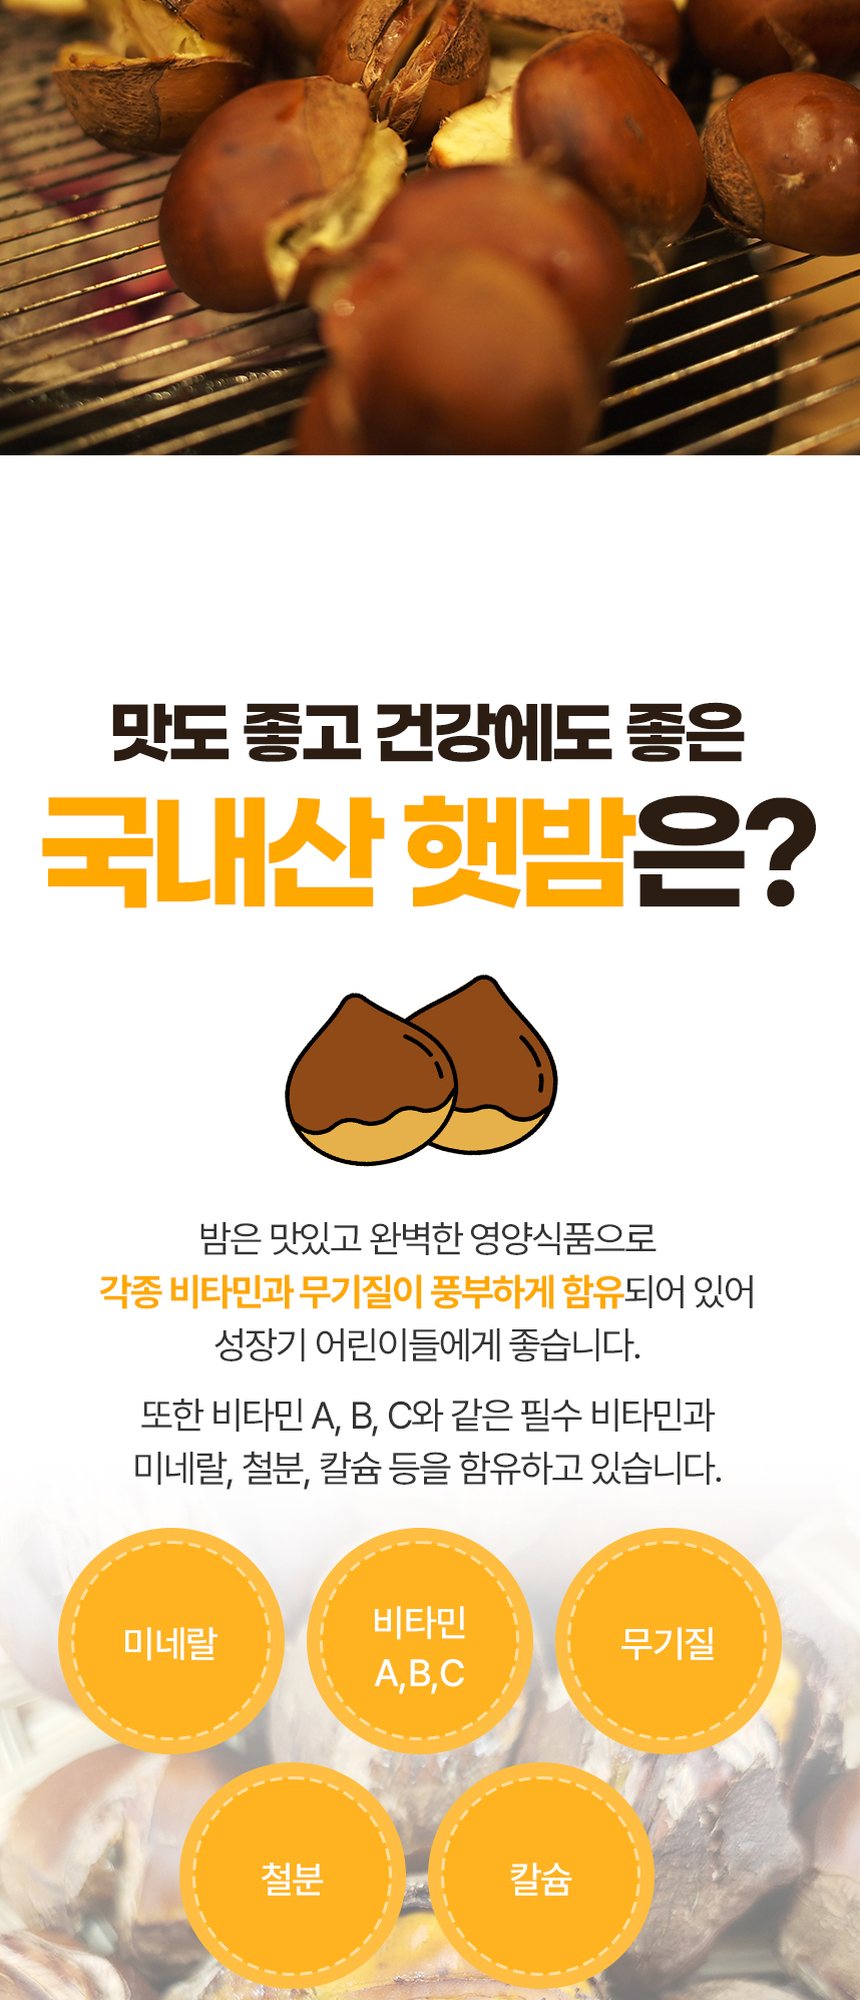 맛도 좋고 건강에도 좋은
국내산 햇밤은?
밤은 맛있고 완벽한 영양식품으로
각종 비타민과 무기질이 풍부하게 함유되어 있어
성장기 어린이들에게 좋습니다.
또한 비타민 A, B, C와 같은 필수 비타민과
미네랄, 철분, 칼슘 등을 함유하고 있습니다.
미네랄
비타민
A,B,C
무기질
철분
칼슘